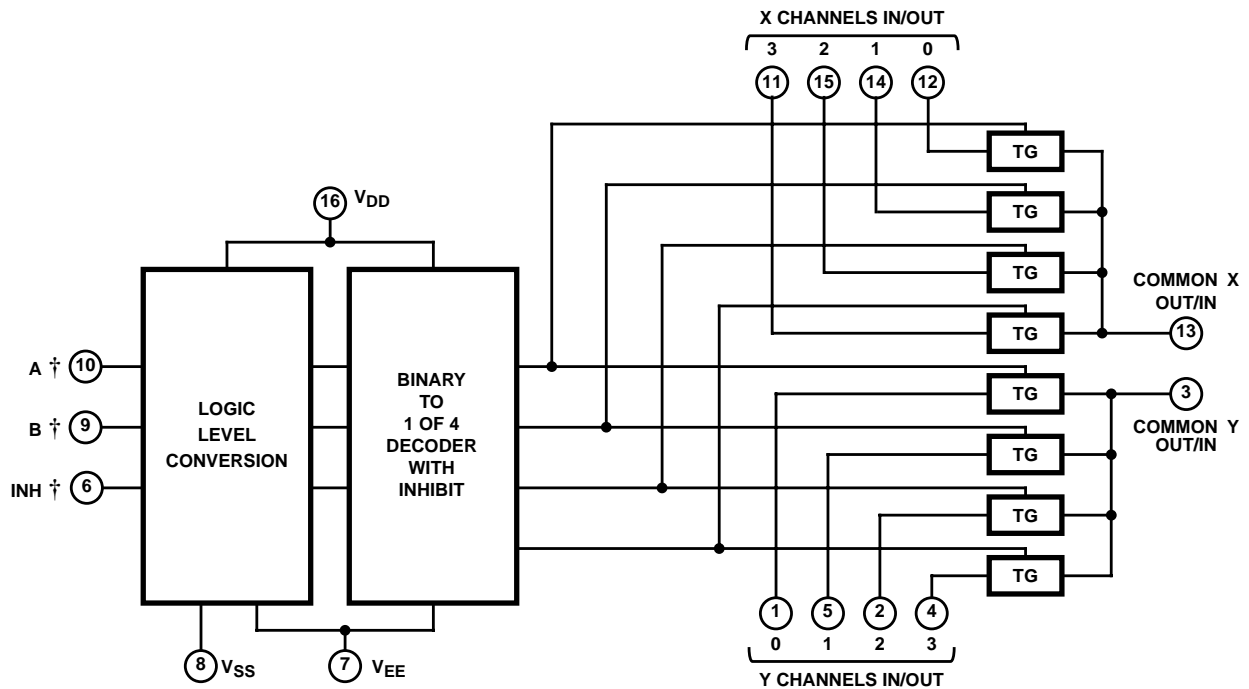 X CHANNELS IN/OUT
3 2 1 0
11 15 14 12
TG
TG
TG
TG
COMMON X
OUT/IN
13
16 VDD
A † 10
B † 9
INH † 6
LOGIC
LEVEL
CONVERSION
BINARY
TO
1 OF 4
DECODER
WITH
INHIBIT
TG
TG
TG
TG
3
COMMON Y
OUT/IN
8 VSS
7 VEE
1 5 2 4
0 1 2 3
Y CHANNELS IN/OUT